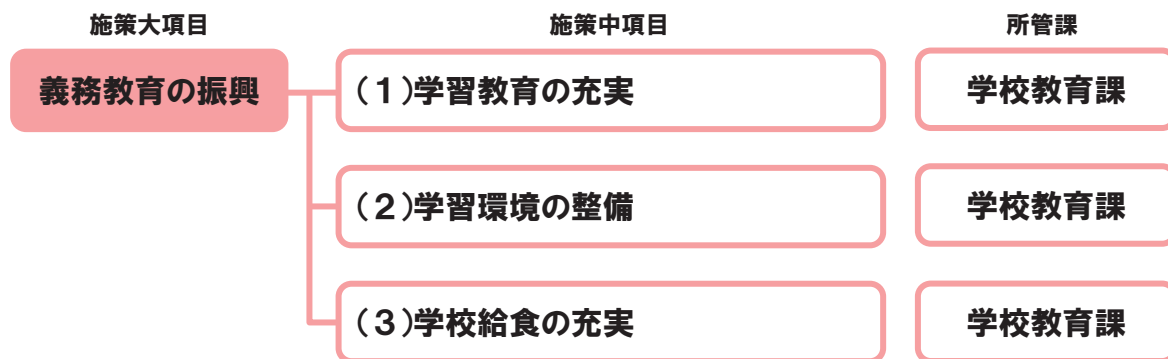 施策大項目 施策中項目 所管課
義務教育の振興 (1)学習教育の充実 学校教育課
(2)学習環境の整備 学校教育課
(3)学校給食の充実 学校教育課